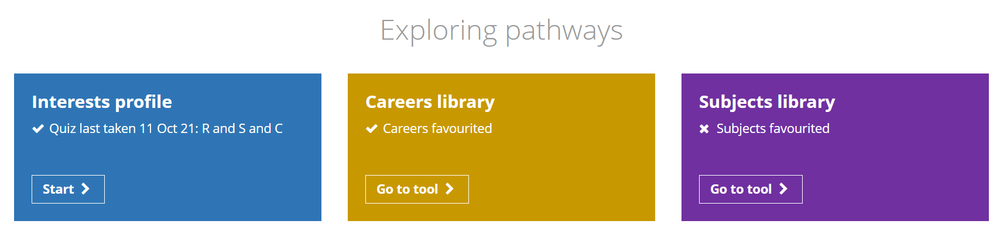 Exploring pathways
Interests profile
Quiz last taken 11 Oct 21: R and S and C
Start
Careers library
Careers favourited
Go to tool
Subjects library
Subjects favourited
Go to tool